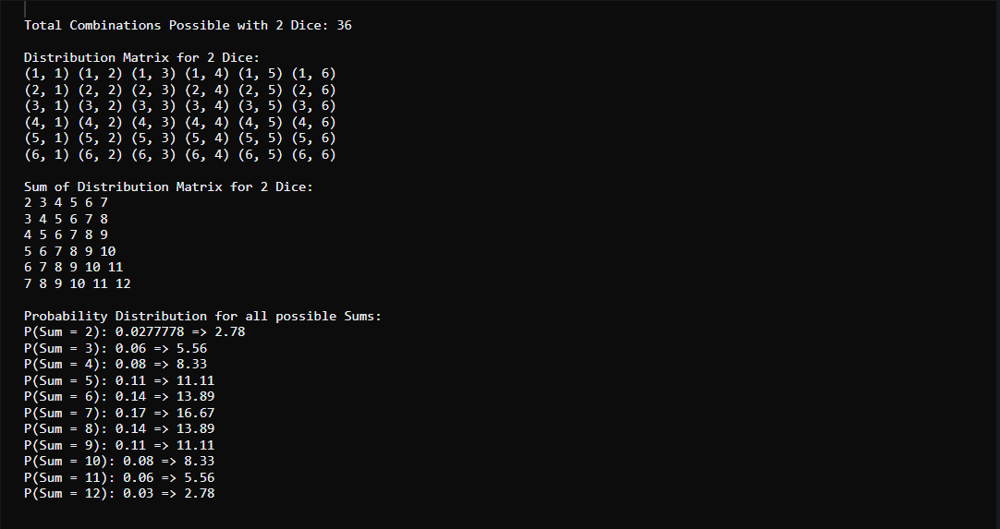 Total Combinations Possible with 2 Dice: 36
Distribution Matrix for 2 Dice:
(1, 1) (1, 2) (1, 3) (1, 4) (1, 5) (1, 6)
(2, 1) (2, 2) (2, 3) (2, 4) (2, 5) (2, 6)
(3, 1) (3, 2) (3, 3) (3, 4) (3, 5) (3, 6)
(4, 1) (4, 2) (4, 3) (4, 4) (4, 5) (4, 6)
(5, 1) (5, 2) (5, 3) (5, 4) (5, 5) (5, 6)
(6, 1) (6, 2) (6, 3) (6, 4) (6, 5) (6, 6)
Sum of Distribution Matrix for 2 Dice:
2 3 4 5 6 7
3 4 5 6 7 8
4 5 6 7 8 9
5 6 7 8 9 10
6 7 8 9 10 11
7 8 9 10 11 12
Probability Distribution for all possible Sums:
P(Sum = 2): 0.0277778 => 2.78
P(Sum = 3): 0.06 => 5.56
P(Sum = 4): 0.08 => 8.33
P(Sum = 5): 0.11 => 11.11
P(Sum = 6): 0.14 => 13.89
P(Sum = 7): 0.17 => 16.67
P(Sum = 8): 0.14 => 13.89
P(Sum = 9): 0.11 => 11.11
P(Sum = 10): 0.08 => 8.33
P(Sum = 11): 0.06 => 5.56
P(Sum = 12): 0.03 => 2.78